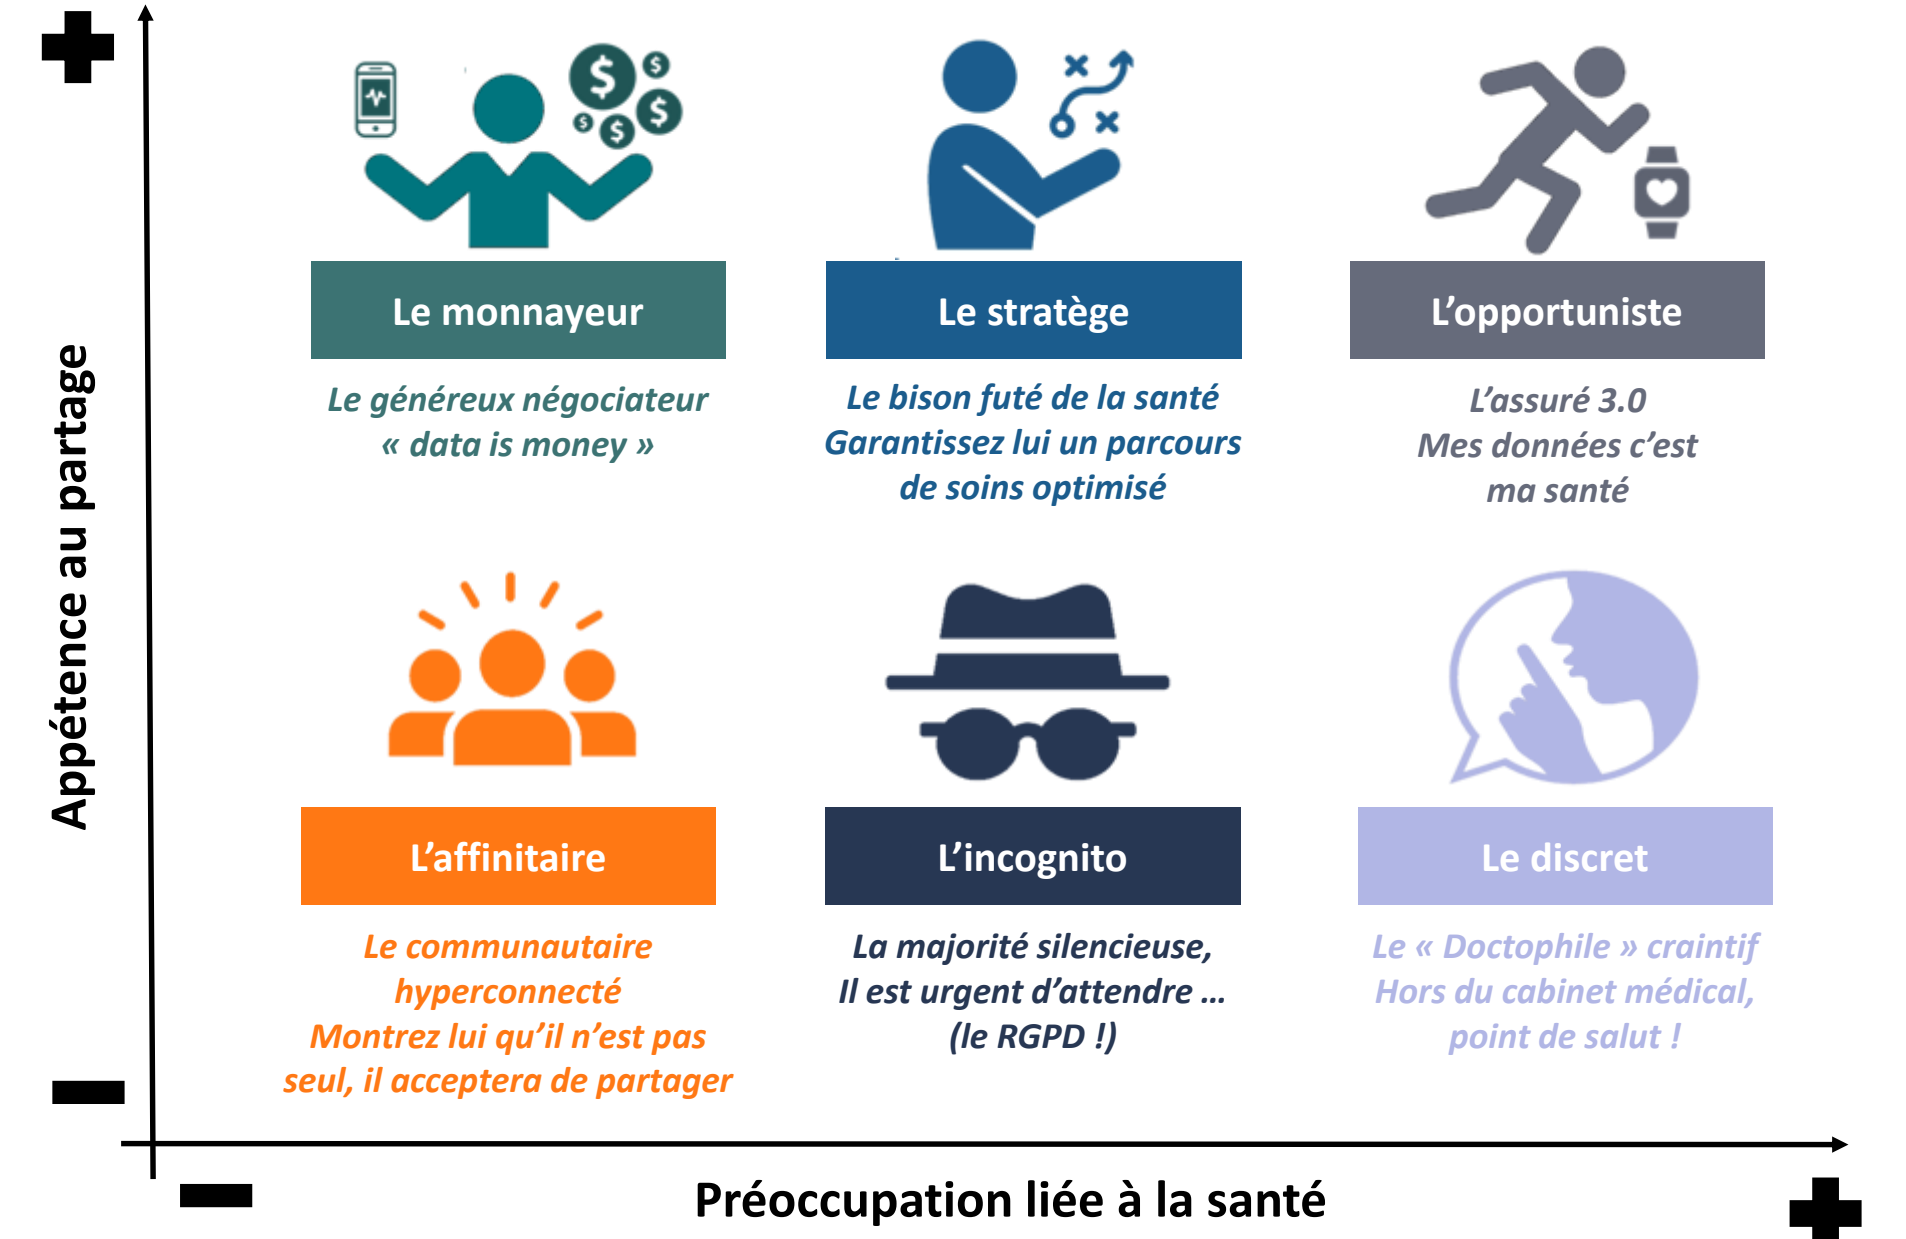 Appétence au partage
$
$
$
$
$
Le monnayeur
Le généreux négociateur
« data is money »
Le stratège
Le bison futé de la santé
Garantissez lui un parcours
de soins optimisé
L’opportuniste
L’assuré 3.0
Mes données c’est
ma santé
L’affinitaire
Le communautaire
hyperconnecté
Montrez lui qu’il n’est pas
seul, il acceptera de partager
L’incognito
La majorité silencieuse,
Il est urgent d’attendre ...
(le RGPD !)
Le discret
Le « Doctophile » craintif
Hors du cabinet médical,
point de salut !
Préoccupation liée à la santé